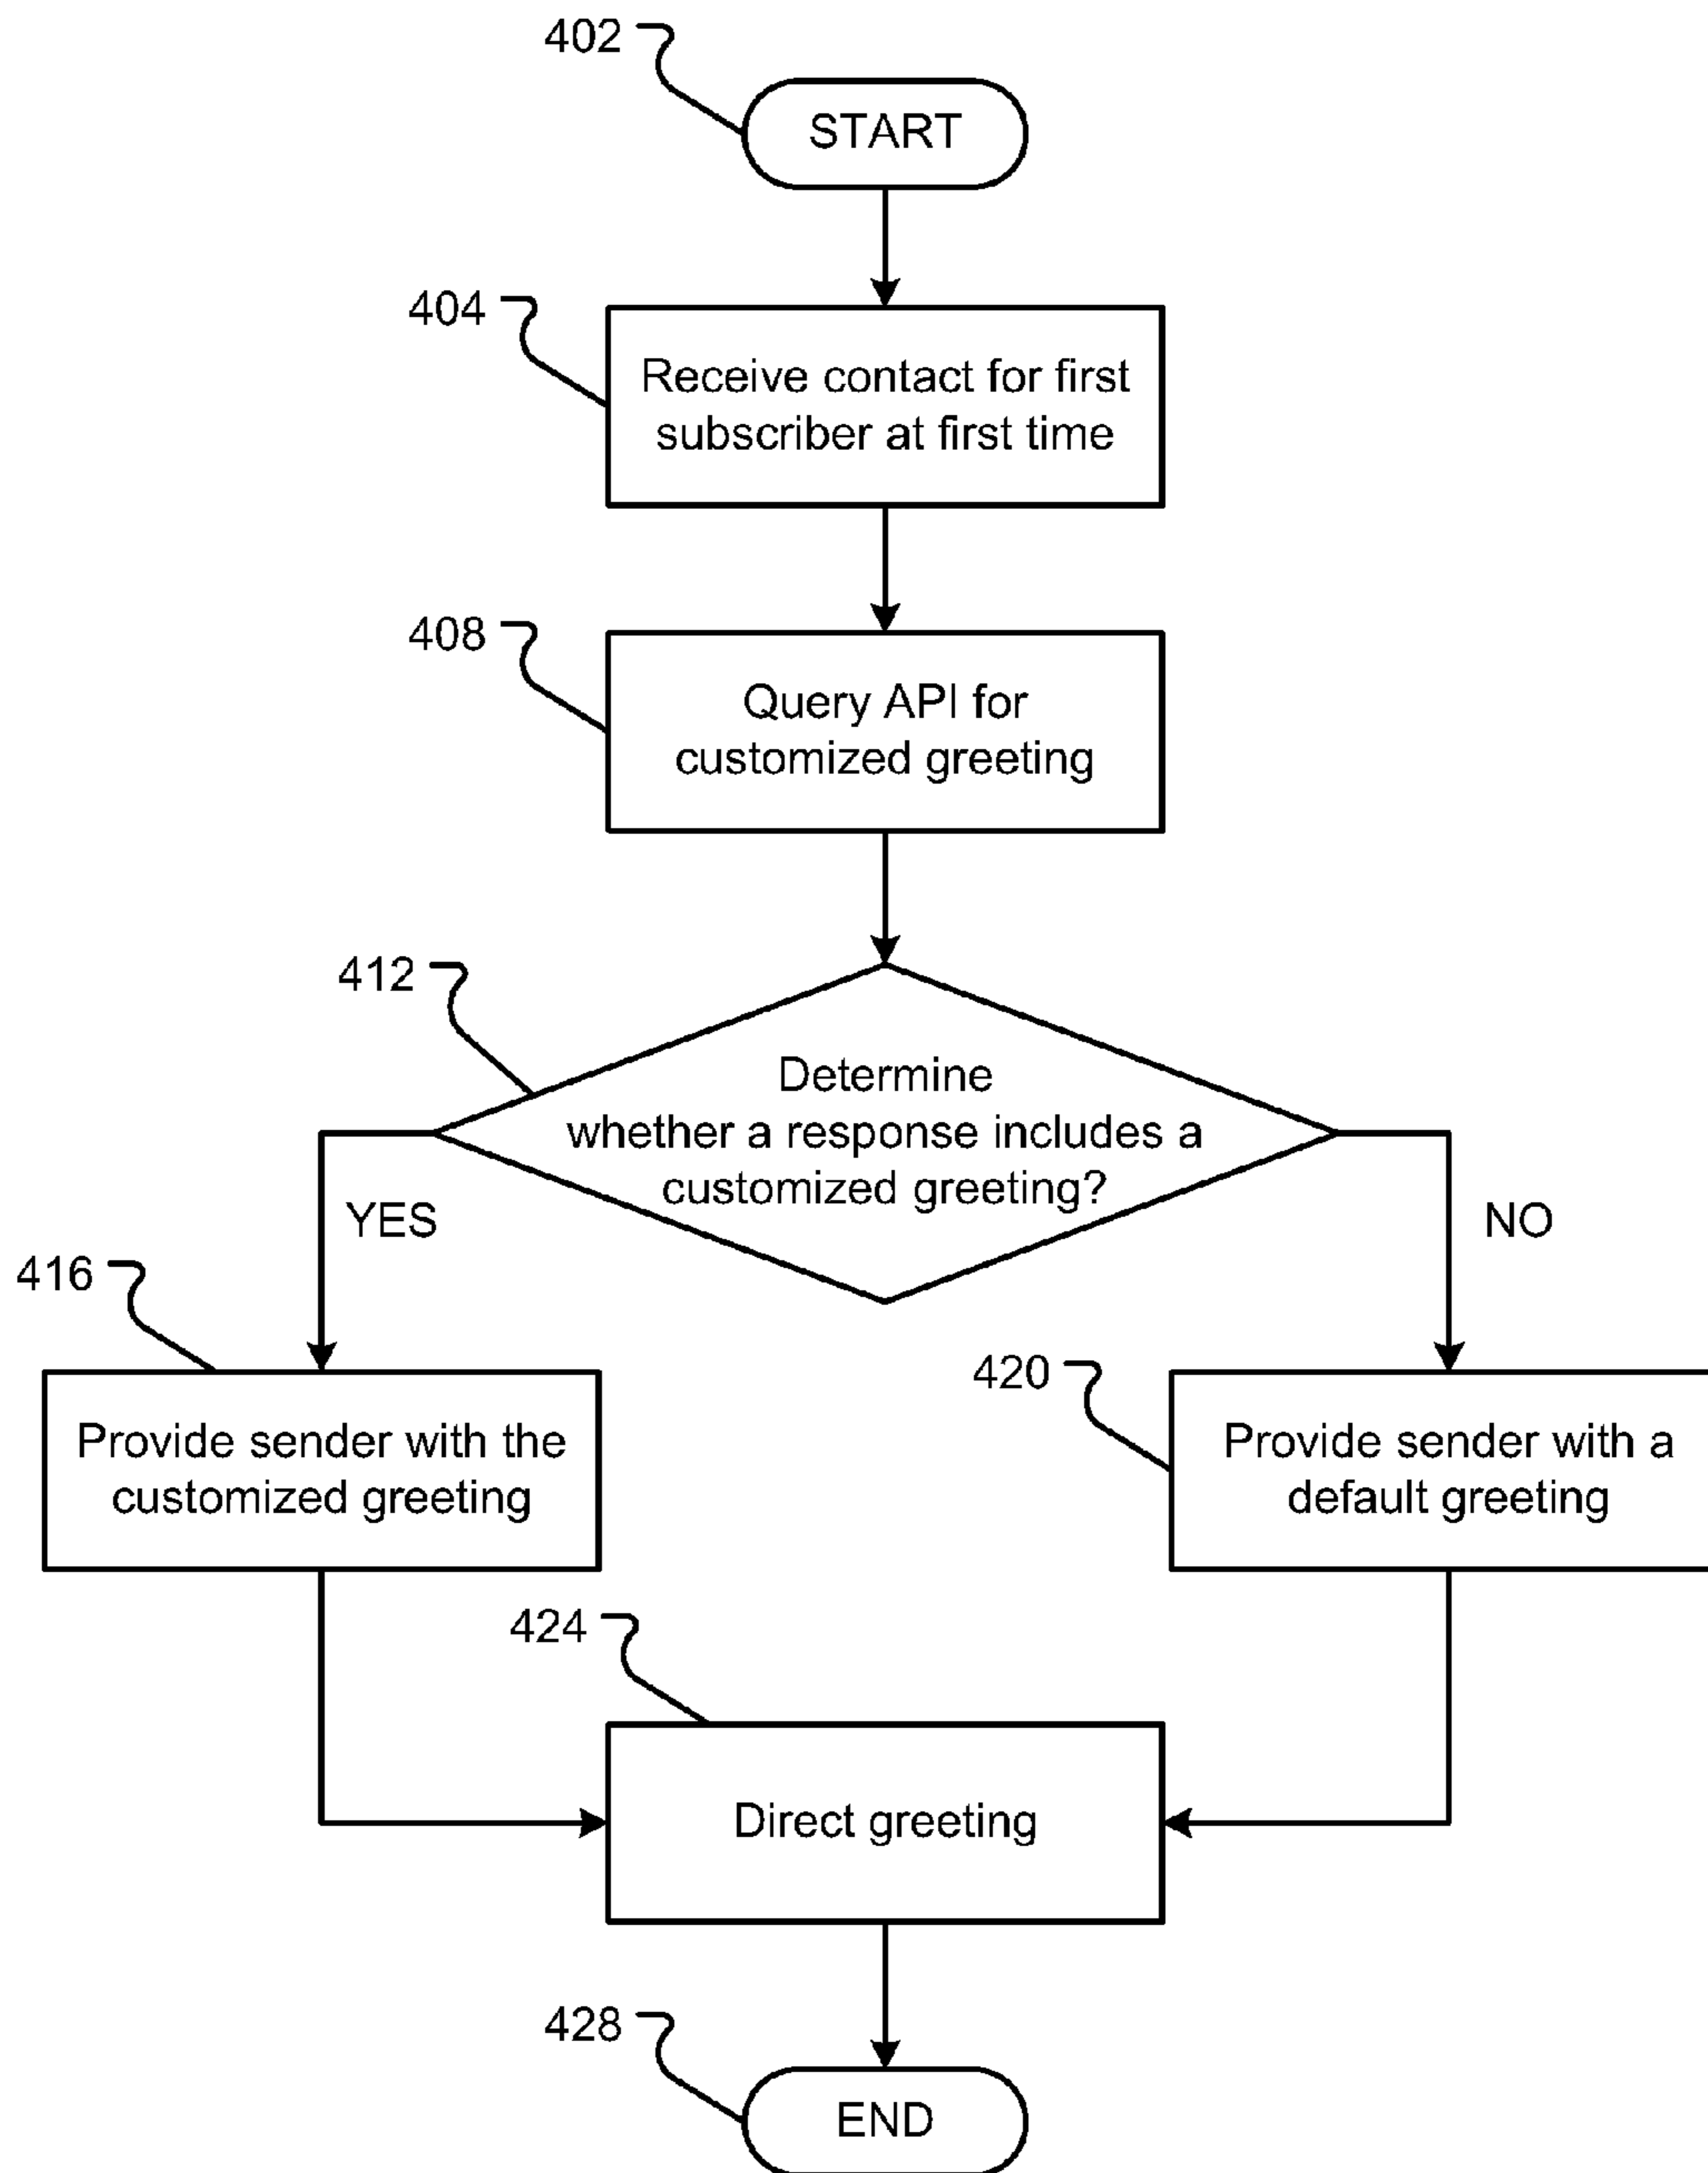 402
START
404
Receive contact for first
subscriber at first time
408
Query API for
customized greeting
412
Determine
whether a response includes a
customized greeting?
YES
NO
416
Provide sender with the
customized greeting
420
Provide sender with a
default greeting
424
Direct greeting
428
END